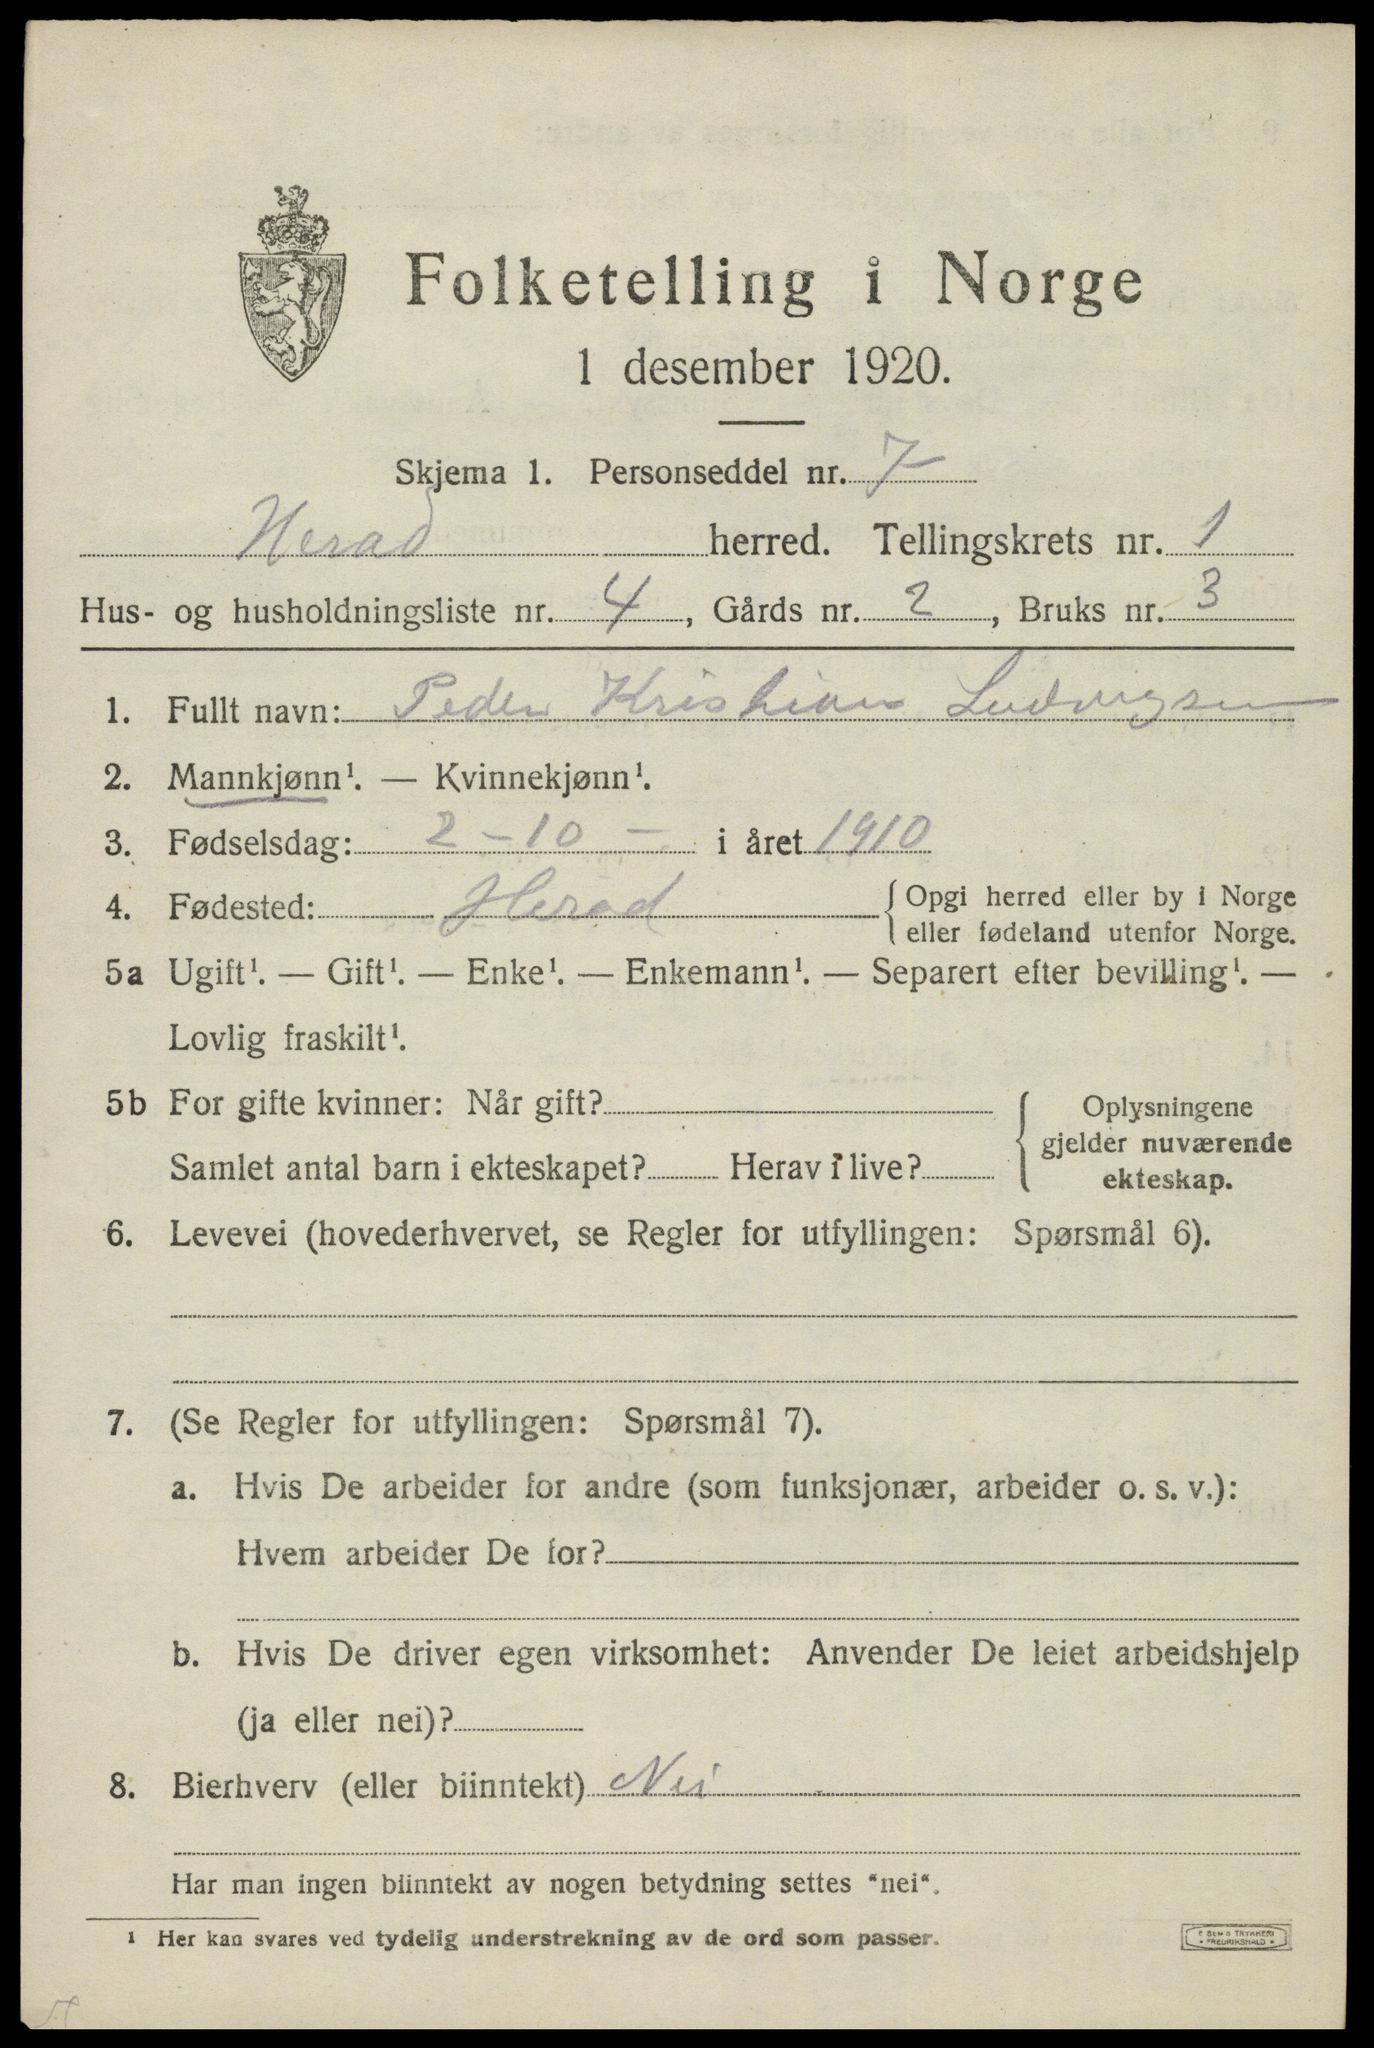 Folketelling i Norge
1 desember 1920.
Skjema 1. Personseddel nr. 7
Herad herred. Tellingskrets nr. 1
Hus- og husholdningsliste nr. 4, Gårds nr. 2, Bruks nr. 3
1. Fullt navn: Peder Kristian Ludvigsen
2. Mannkjønn¹. — Kvinnekjønn¹.
3. Fødselsdag: 2 - 10 - i året 1910
4. Fødested: Herad { Opgi herred eller by i Norge
eller fødeland utenfor Norge.
5a Ugift¹. — Gift¹. — Enke¹. — Enkemann¹. — Separert efter bevilling¹. —
Lovlig fraskilt¹.
5b For gifte kvinner: Når gift? { Oplysningene
gjelder nuværende
Samlet antal barn i ekteskapet? Herav i live? ekteskap.
6. Levevei (hovederhvervet, se Regler for utfyllingen: Spørsmål 6).
7. (Se Regler for utfyllingen: Spørsmål 7).
a. Hvis De arbeider for andre (som funksjonær, arbeider o. s. v.):
Hvem arbeider De for?
b. Hvis De driver egen virksomhet: Anvender De leiet arbeidshjelp
(ja eller nei)?
8. Bierhverv (eller biinntekt) Nei
Har man ingen biinntekt av nogen betydning settes "nei".
1 Her kan svares ved tydelig understrekning av de ord som passer.
TRYKKERI
FREDRIKSHALD